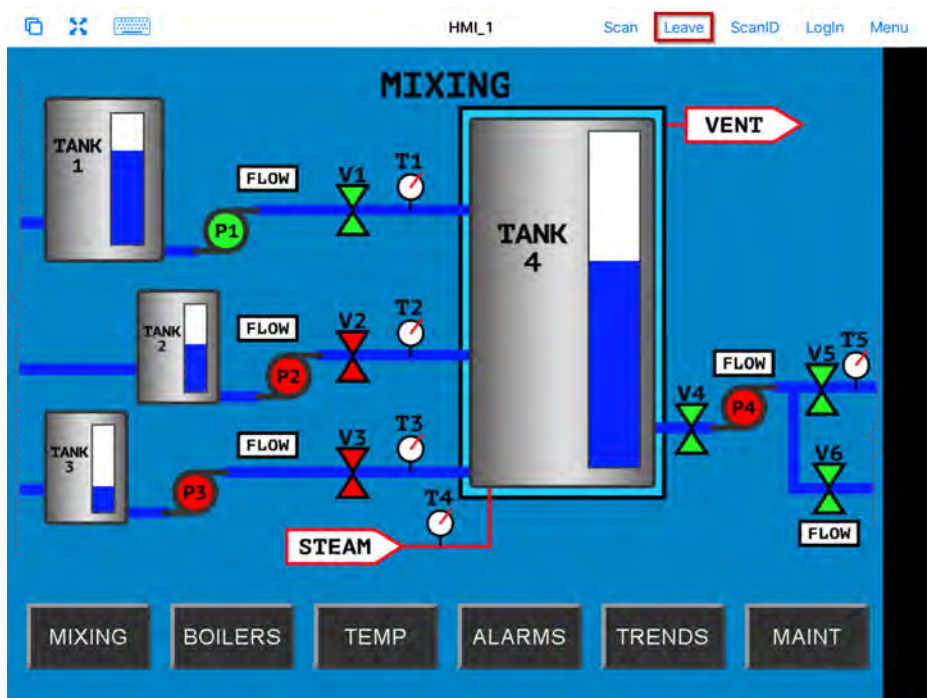 HMI_1
Scan
Leave
ScanID
LogIn
Menu
MIXING
TANK
1
FLOW
V1
T1
P1
VENT
TANK
4
TANK
2
FLOW
V2
T2
P2
TANK
3
FLOW
V3
T3
P3
T4
STEAM
V4
FLOW
P4
V5
T5
V6
FLOW
MIXING
BOILERS
TEMP
ALARMS
TRENDS
MAINT